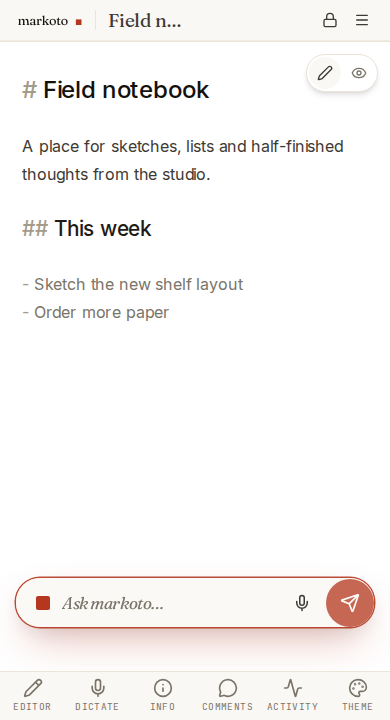 markoto
Field n...
# Field notebook
A place for sketches, lists and half-finished
thoughts from the studio.
## This week
- Sketch the new shelf layout
- Order more paper
Ask markoto...
EDITOR DICTATE INFO COMMENTS ACTIVITY THEME